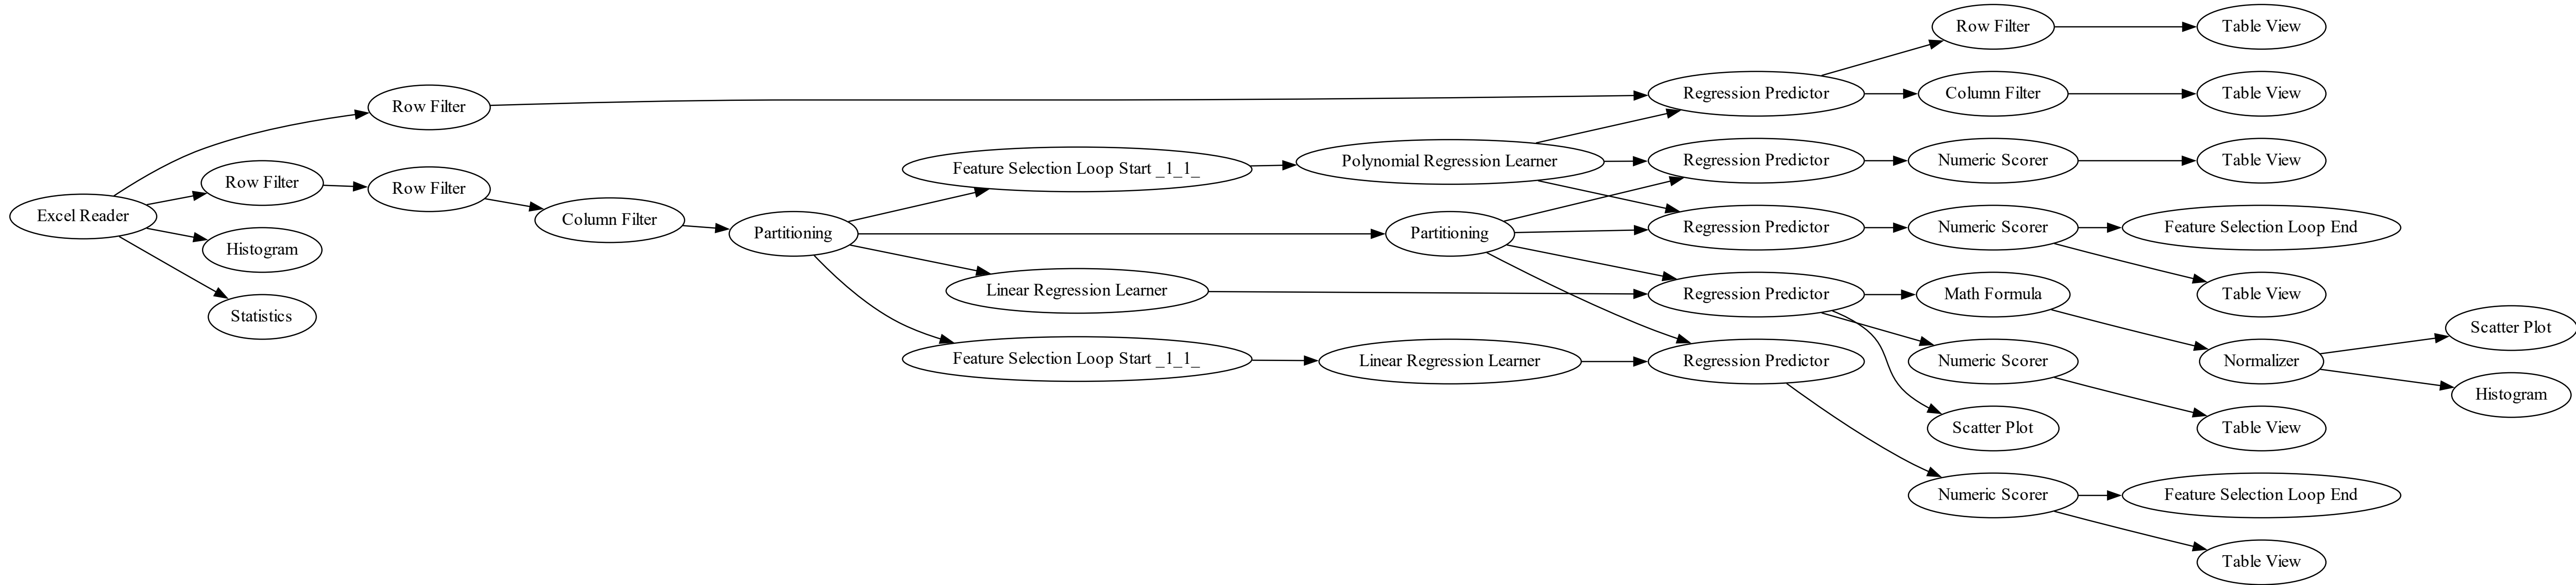 Excel Reader
Row Filter
Row Filter
Histogram
Statistics
Row Filter
Column Filter
Partitioning
Feature Selection Loop Start _1_1_
Linear Regression Learner
Feature Selection Loop Start _1_1_
Polynomial Regression Learner
Partitioning
Linear Regression Learner
Regression Predictor
Regression Predictor
Regression Predictor
Regression Predictor
Regression Predictor
Row Filter
Column Filter
Numeric Scorer
Numeric Scorer
Math Formula
Numeric Scorer
Scatter Plot
Numeric Scorer
Table View
Table View
Table View
Feature Selection Loop End
Table View
Normalizer
Table View
Feature Selection Loop End
Table View
Scatter Plot
Histogram